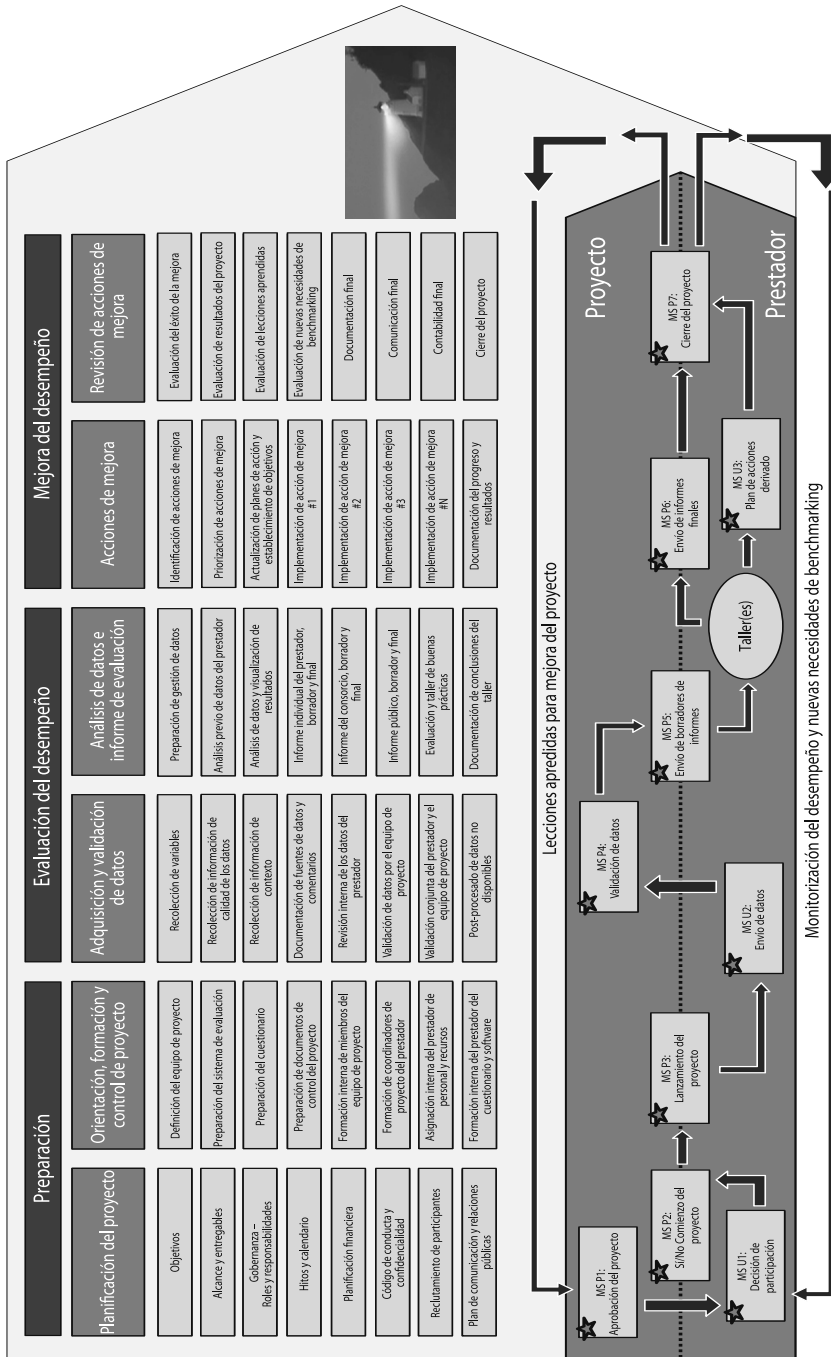 Preparación
Evaluación del desempeño
Mejora del desempeño
Planificación del proyecto
Objetivos
Alcance y entregables
Gobernanza –
Roles y responsabilidades
Hitos y calendario
Planificación financiera
Código de conducta y
confidencialidad
Reclutamiento de participantes
Plan de comunicación y relaciones
públicas
Orientación, formación y
control de proyecto
Definición del equipo de proyecto
Preparación del sistema de evaluación
Preparación del cuestionario
Preparación de documentos de
control del proyecto
Formación interna de miembros del
equipo de proyecto
Formación de coordinadores de
proyecto del prestador
Asignación interna del prestador de
personal y recursos
Formación interna del prestador del
cuestionario y software
Adquisición y validación
de datos
Recolección de variables
Recolección de información de
calidad de los datos
Recolección de información de
contexto
Documentación de fuentes de datos y
comentarios
Revisión interna de los datos del
prestador
Validación de datos por el equipo de
proyecto
Validación conjunta del prestador y el
equipo de proyecto
Post-procesado de datos no
disponibles
Análisis de datos e
informe de evaluación
Preparación de gestión de datos
Análisis previo de datos del prestador
Análisis de datos y visualización de
resultados
Informe individual del prestador,
borrador y final
Informe del consorcio, borrador y
final
Informe público, borrador y final
Evaluación y taller de buenas
prácticas
Documentación de conclusiones del
taller
Acciones de mejora
Identificación de acciones de mejora
Priorización de acciones de mejora
Actualización de planes de acción y
establecimiento de objetivos
Implementación de acción de mejora
#1
Implementación de acción de mejora
#2
Implementación de acción de mejora
#3
Implementación de acción de mejora
#N
Documentación del progreso y
resultados
Revisión de acciones de
mejora
Evaluación del éxito de la mejora
Evaluación de resultados del proyecto
Evaluación de lecciones aprendidas
Evaluación de nuevas necesidades de
benchmarking
Documentación final
Comunicación final
Contabilidad final
Cierre del proyecto
Lecciones apredidas para mejora del proyecto
Proyecto
MS P1:
Aprobación del proyecto
MS U1:
Decisión de
participación
MS P2:
Sí/No Comienzo del
proyecto
MS P3:
Lanzamiento del
proyecto
MS U2:
Envío de datos
MS P4:
Validación de datos
MS P5:
Envío de borradores de
informes
Taller(es)
MS P6:
Envío de informes
finales
MS U3:
Plan de acciones
derivado
MS P7:
Cierre del proyecto
Prestador
Monitorización del desempeño y nuevas necesidades de benchmarking